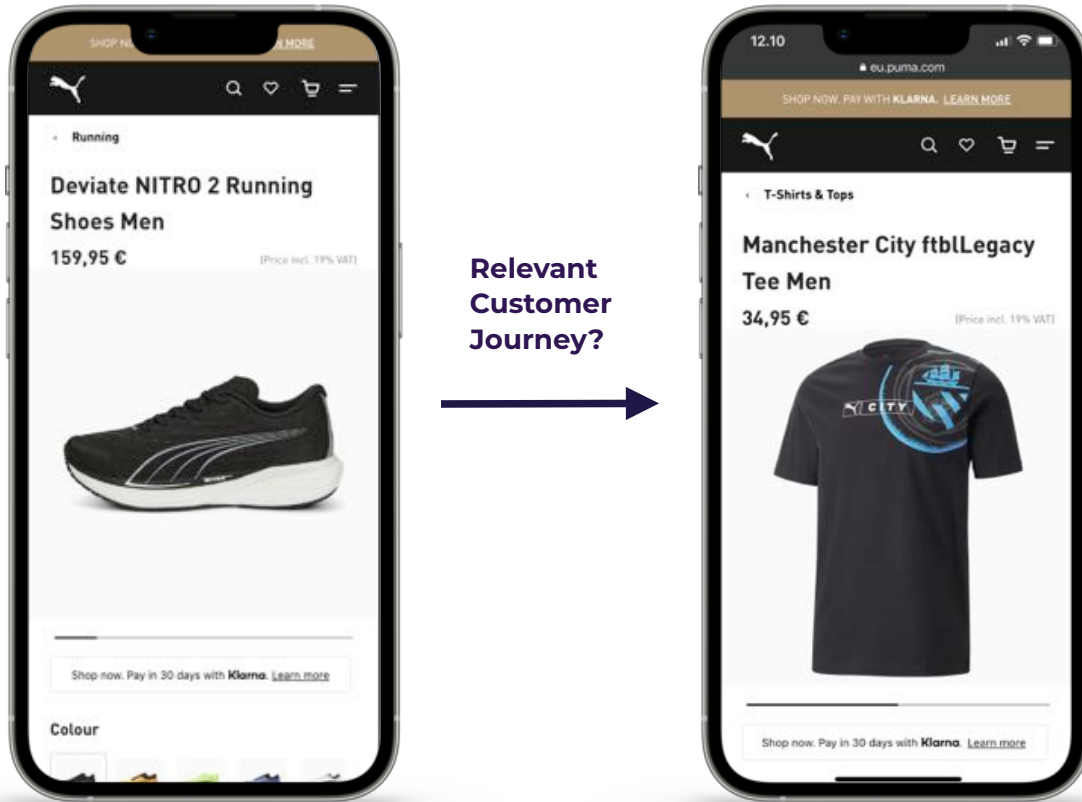 SHOP N
N MORE
Running
Deviate NITRO 2 Running
Shoes Men
159,95 €
(Price incl. 19% VAT)
NITRO
Shop now. Pay in 30 days with Klarna. Learn more
Colour
Relevant
Customer
Journey?
12.10
eu.puma.com
SHOP NOW. PAY WITH KLARNA. LEARN MORE
T-Shirts & Tops
Manchester City ftblLegacy
Tee Men
34,95 €
(Price incl. 19% VAT)
CITY
Shop now. Pay in 30 days with Klarna. Learn more